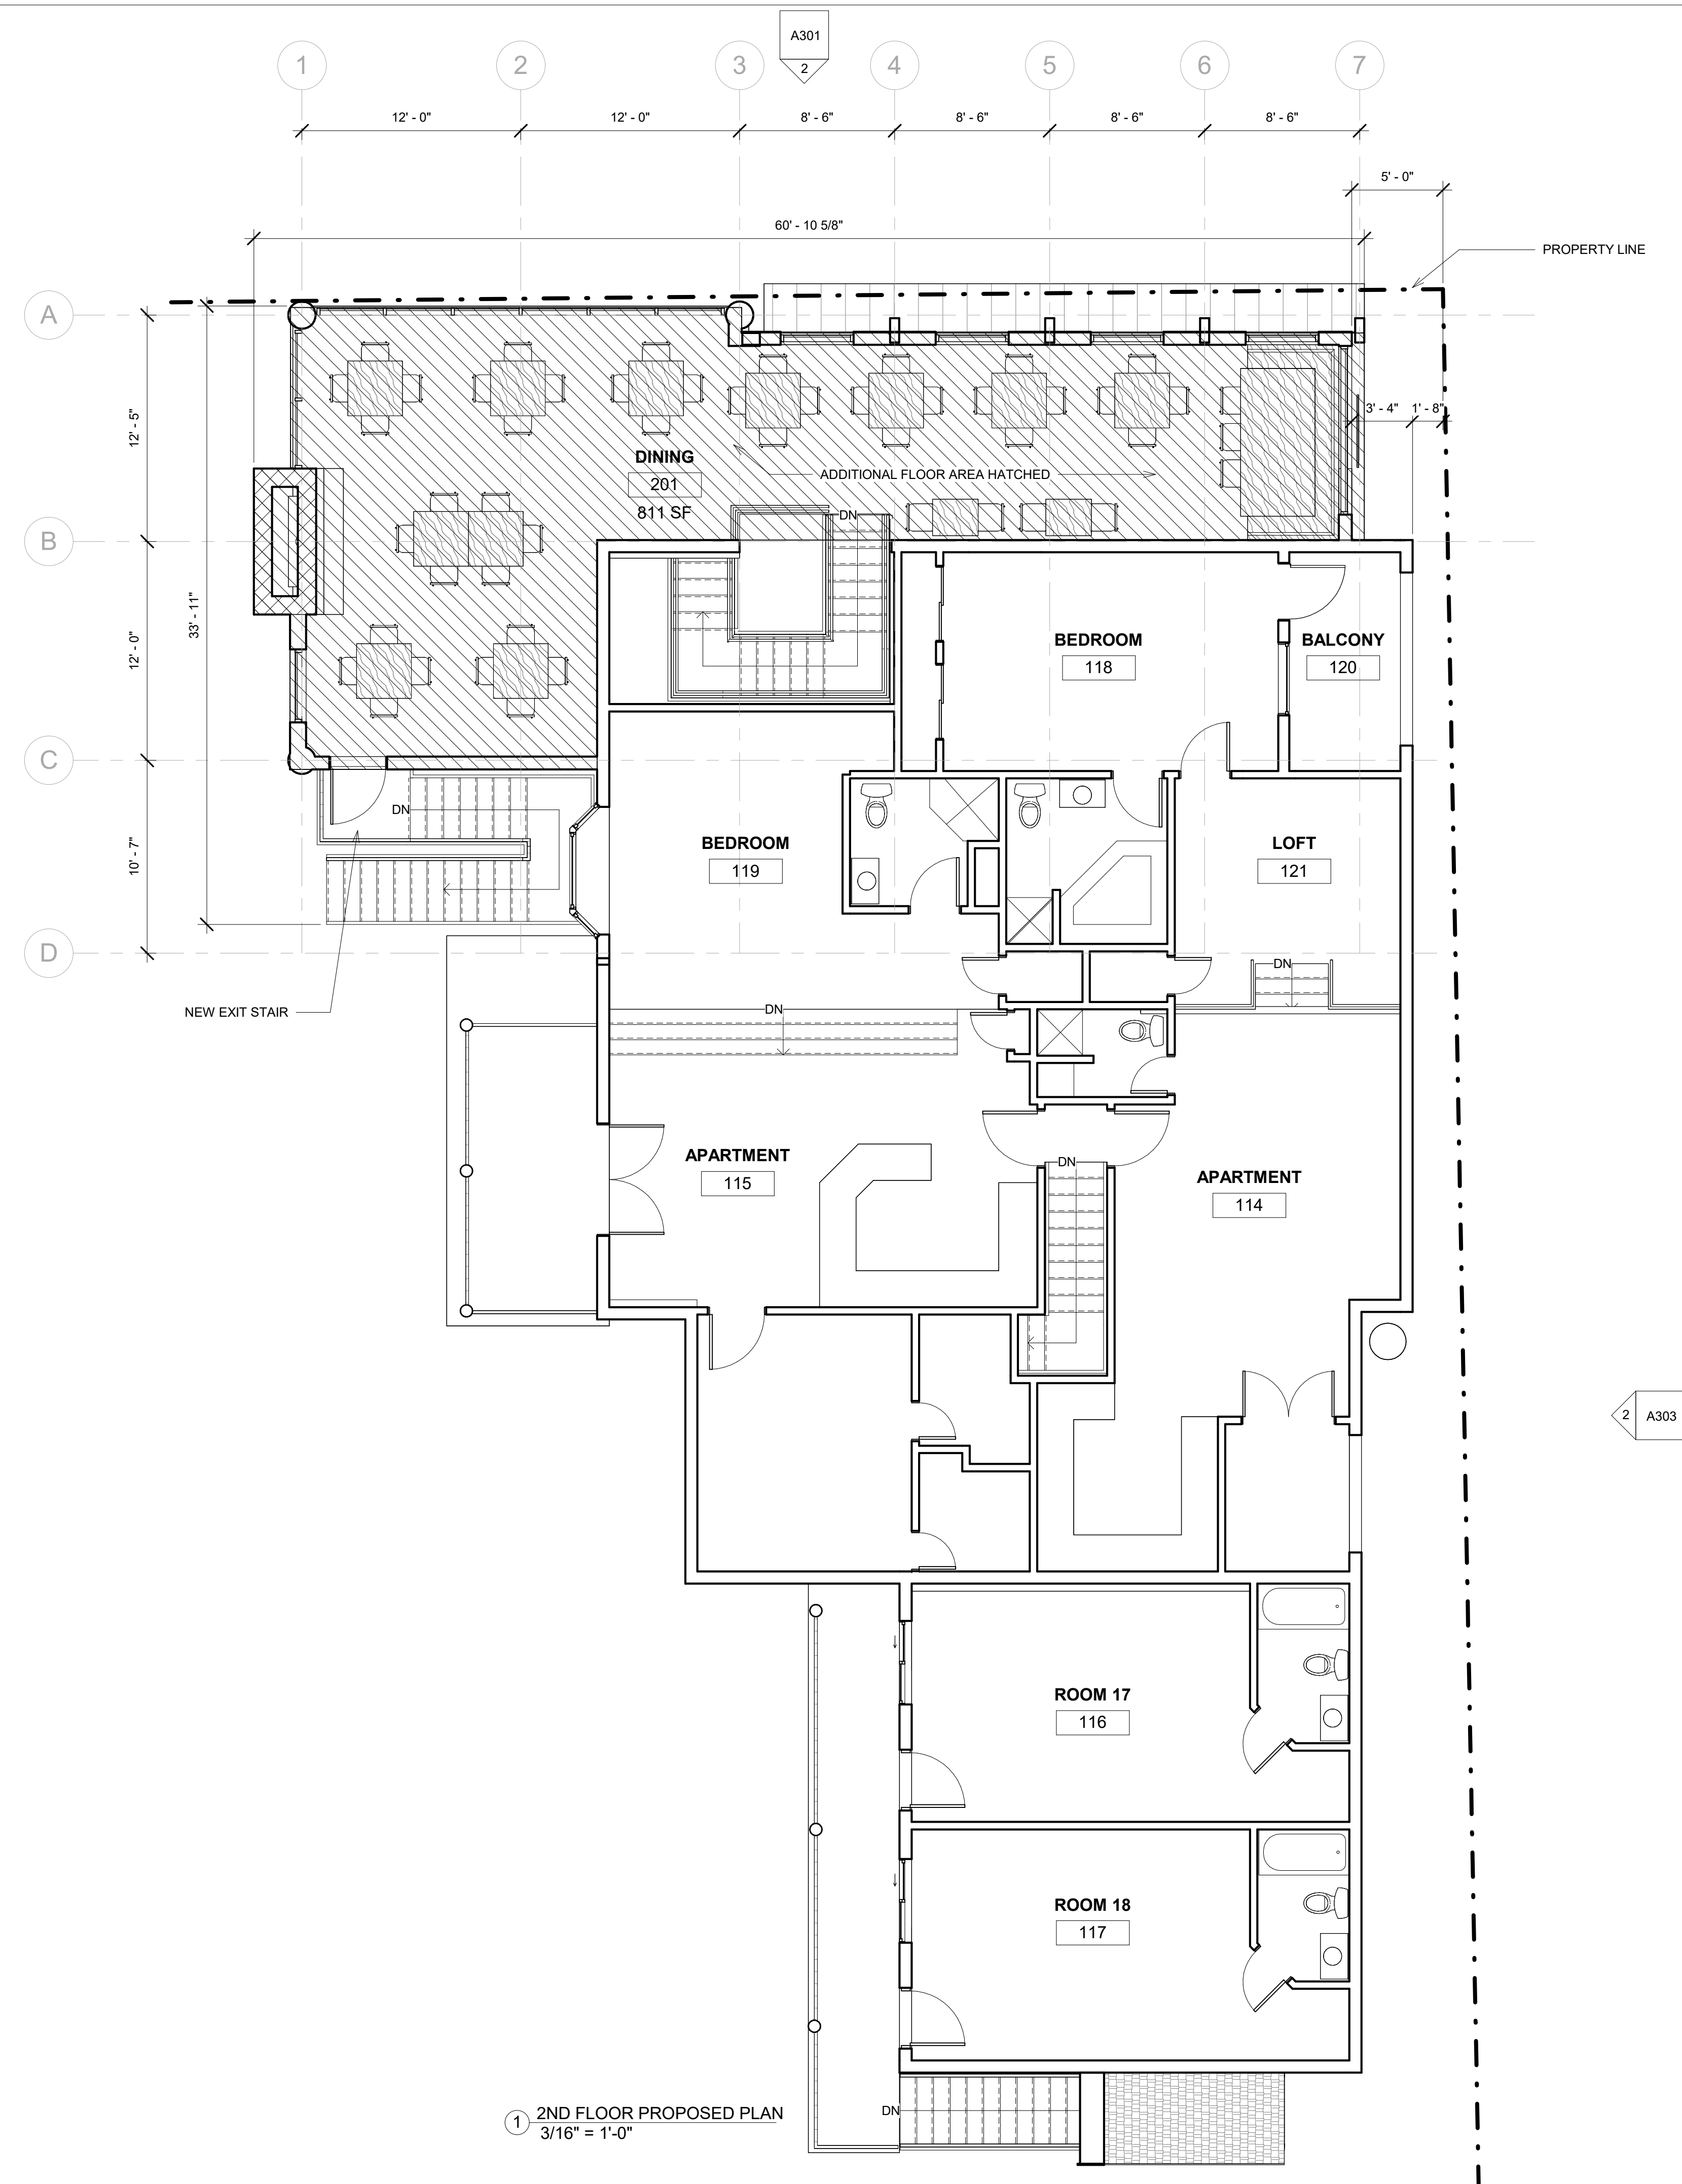 A301
2
1
2
3
4
5
6
7
12' - 0"
12' - 0"
8' - 6"
8' - 6"
8' - 6"
8' - 6"
5' - 0"
60' - 10 5/8"
PROPERTY LINE
A
12' - 5"
3' - 4"
1' - 8"
DINING
201
811 SF
ADDITIONAL FLOOR AREA HATCHED
DN
B
33' - 11"
12' - 0"
BEDROOM
118
BALCONY
120
C
DN
10' - 7"
BEDROOM
119
LOFT
121
D
DN
NEW EXIT STAIR
DN
APARTMENT
115
DN
APARTMENT
114
2
A303
ROOM 17
116
ROOM 18
117
DN
1
2ND FLOOR PROPOSED PLAN
3/16" = 1'-0"